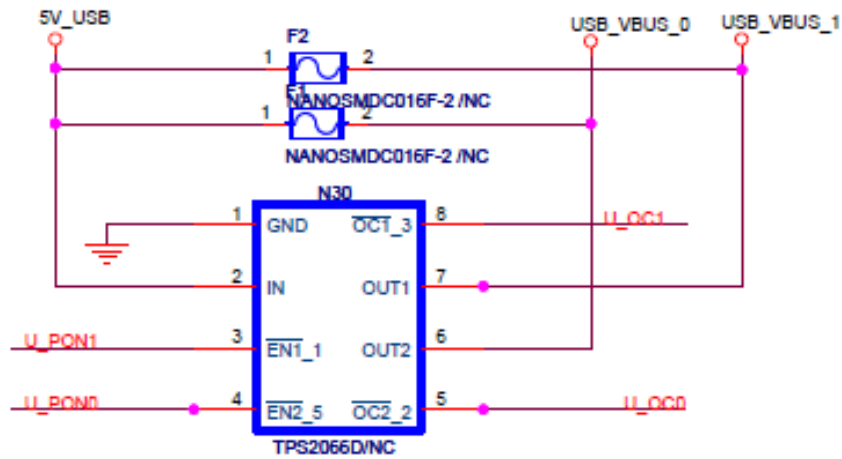 5V_USB
USB_VBUS_0
USB_VBUS_1
F2
1
2
NANOSMDC016F-2 /NC
F1
1
2
NANOSMDC016F-2 /NC
N30
1
GND
OC1_3
8
U_OC1
2
IN
OUT1
7
U_PON1
3
EN1_1
OUT2
6
U_PON0
4
EN2_5
OC2_2
5
U_OC0
TPS2066D/NC